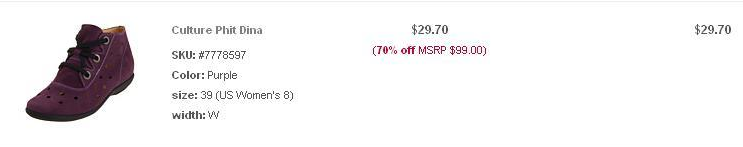 Culture Phit Dina $29.70 $29.70
(70% off MSRP $99.00)
SKU: #7778597
Color: Purple
size: 39 (US Women's 8)
width: W